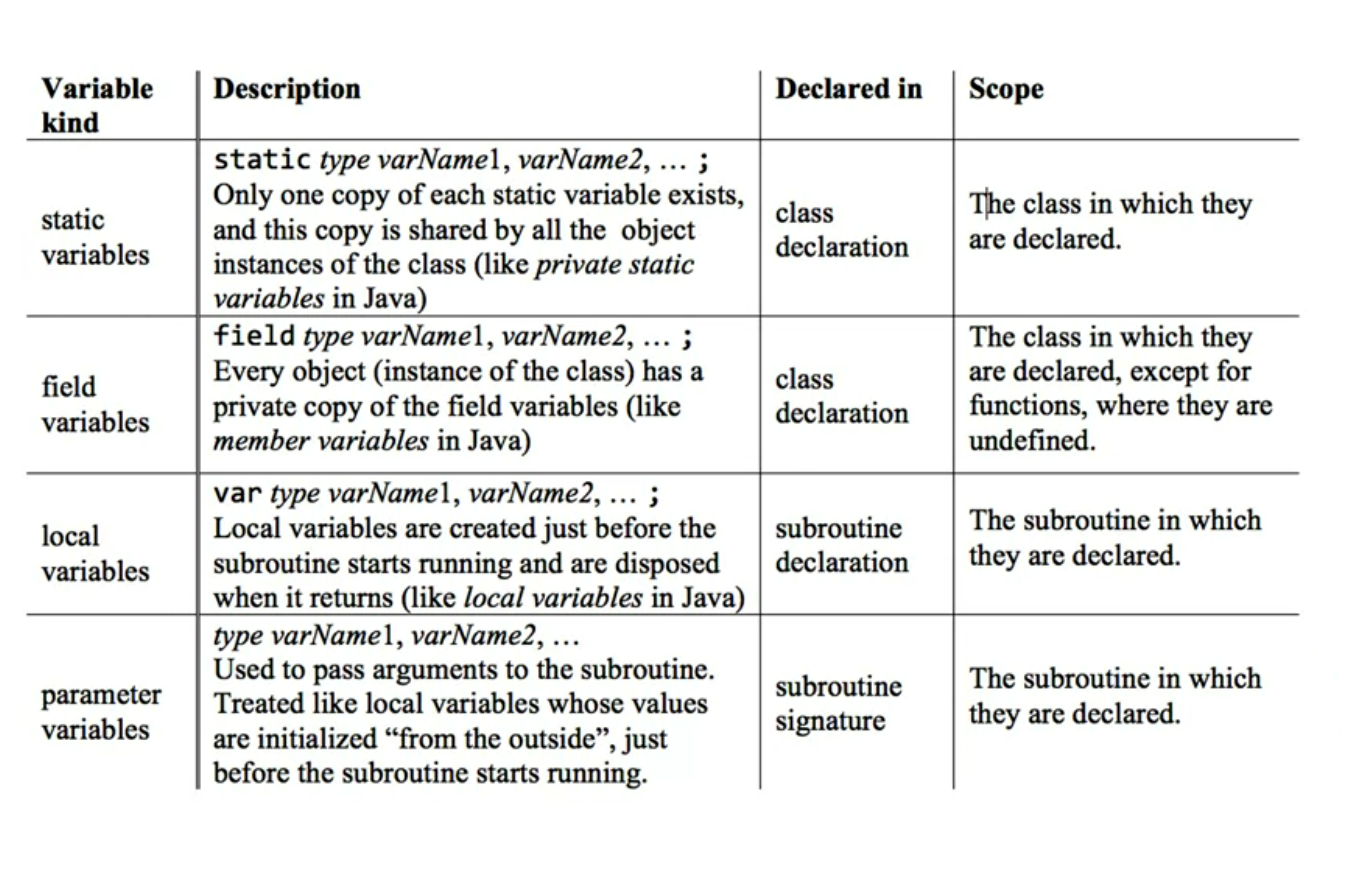 Variable
kind
Description
Declared in
Scope
static
variables
static type varName1, varName2, ... ;
Only one copy of each static variable exists,
and this copy is shared by all the object
instances of the class (like private static
variables in Java)
class
declaration
The class in which they
are declared.
field
variables
field type varName1, varName2, ... ;
Every object (instance of the class) has a
private copy of the field variables (like
member variables in Java)
class
declaration
The class in which they
are declared, except for
functions, where they are
undefined.
local
variables
var type varName1, varName2, ... ;
Local variables are created just before the
subroutine starts running and are disposed
when it returns (like local variables in Java)
subroutine
declaration
The subroutine in which
they are declared.
parameter
variables
type varName1, varName2, ...
Used to pass arguments to the subroutine.
Treated like local variables whose values
are initialized “from the outside”, just
before the subroutine starts running.
subroutine
signature
The subroutine in which
they are declared.